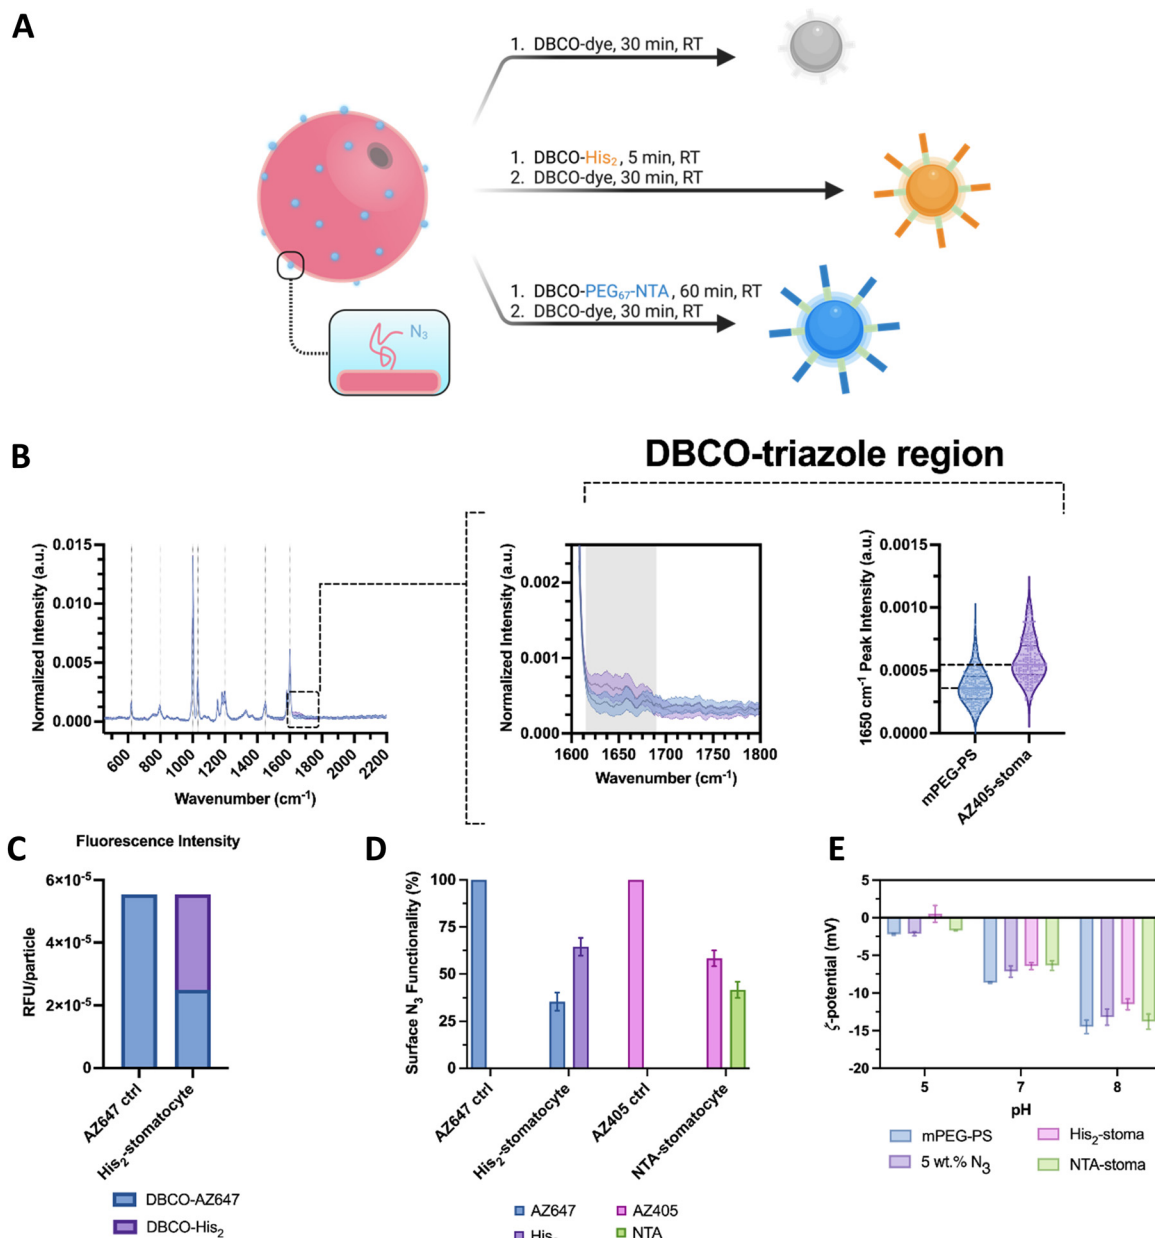 A
1. DBCO-dye, 30 min, RT
1. DBCO-His₂, 5 min, RT
2. DBCO-dye, 30 min, RT
1. DBCO-PEG₆₇-NTA, 60 min, RT
2. DBCO-dye, 30 min, RT
N₃
B
DBCO-triazole region
Normalized Intensity (a.u.)
0.015
0.010
0.005
0.000
600 800 1000 1200 1400 1600 1800 2000 2200
Wavenumber (cm⁻¹)
Normalized Intensity (a.u.)
0.002
0.001
0.000
1600 1650 1700 1750 1800
Wavenumber (cm⁻¹)
1650 cm⁻¹ Peak Intensity (a.u.)
0.0015
0.0010
0.0005
0.0000
mPEG-PS
AZ405-stoma
C
Fluorescence Intensity
RFU/particle
6×10⁻⁵
4×10⁻⁵
2×10⁻⁵
0
AZ647 ctrl
His₂-stomatocyte
DBCO-AZ647
DBCO-His₂
D
Surface N₃ Functionality (%)
100
75
50
25
0
AZ647 ctrl
His₂-stomatocyte
AZ405 ctrl
NTA-stomatocyte
AZ647
AZ405
His₂
NTA
E
ζ-potential (mV)
5
0
-5
-10
-15
-20
5 7 8
pH
mPEG-PS
His₂-stoma
5 wt.% N₃
NTA-stoma